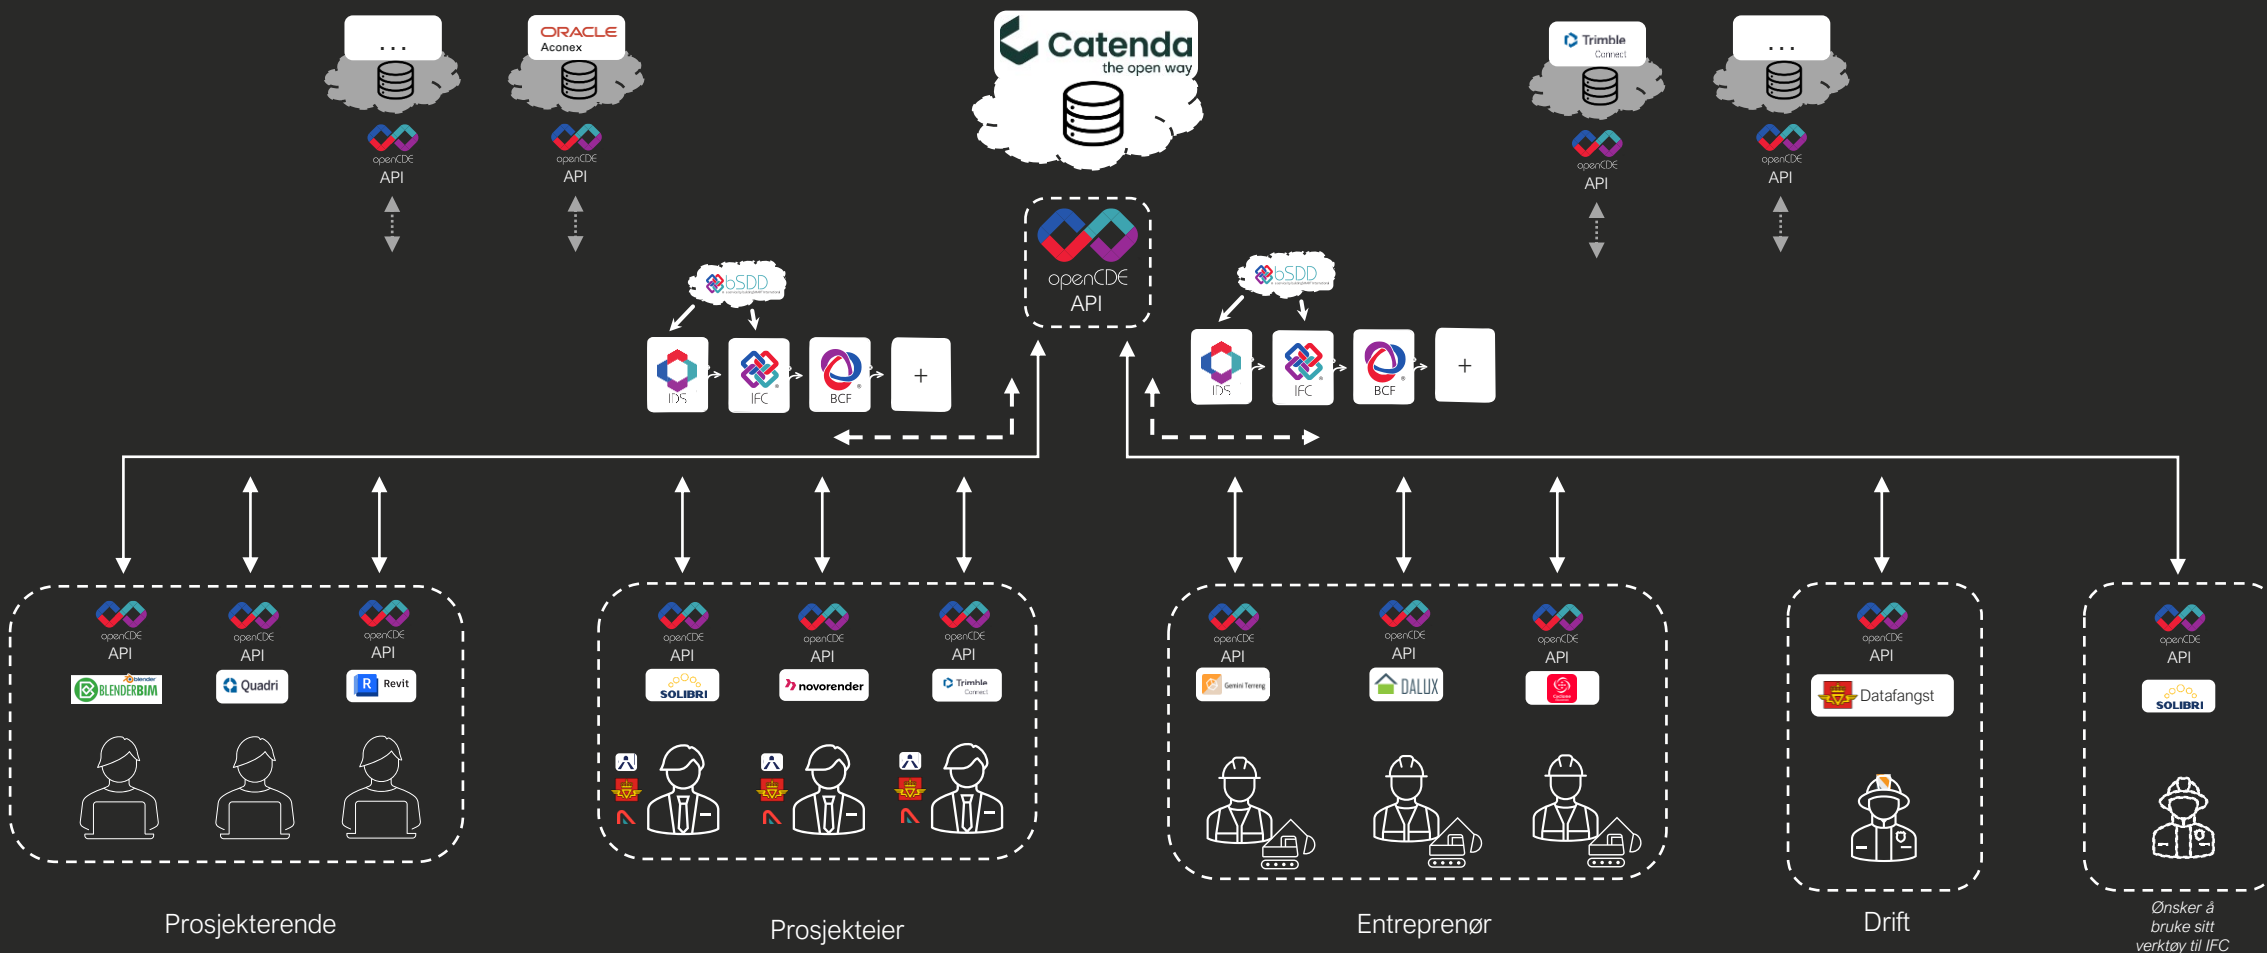 ...
ORACLE
Aconex
Catenda
the open way
Trimble
Connect
...
openCDE
API
openCDE
API
openCDE
API
openCDE
API
openCDE
API
bSDD
bSDD
IDS
IFC
BCF
+
IDS
IFC
BCF
+
openCDE
API
openCDE
API
openCDE
API
openCDE
API
openCDE
API
openCDE
API
openCDE
API
openCDE
API
openCDE
API
openCDE
API
openCDE
API
blender
BLENDERBIM
Quadri
R Revit
SOLIBRI
novorender
Trimble
Connect
Gemini Terreng
DALUX
Datafangst
SOLIBRI
Prosjekterende
Prosjekteier
Entreprenør
Drift
Ønsker å
bruke sitt
verktøy til IFC